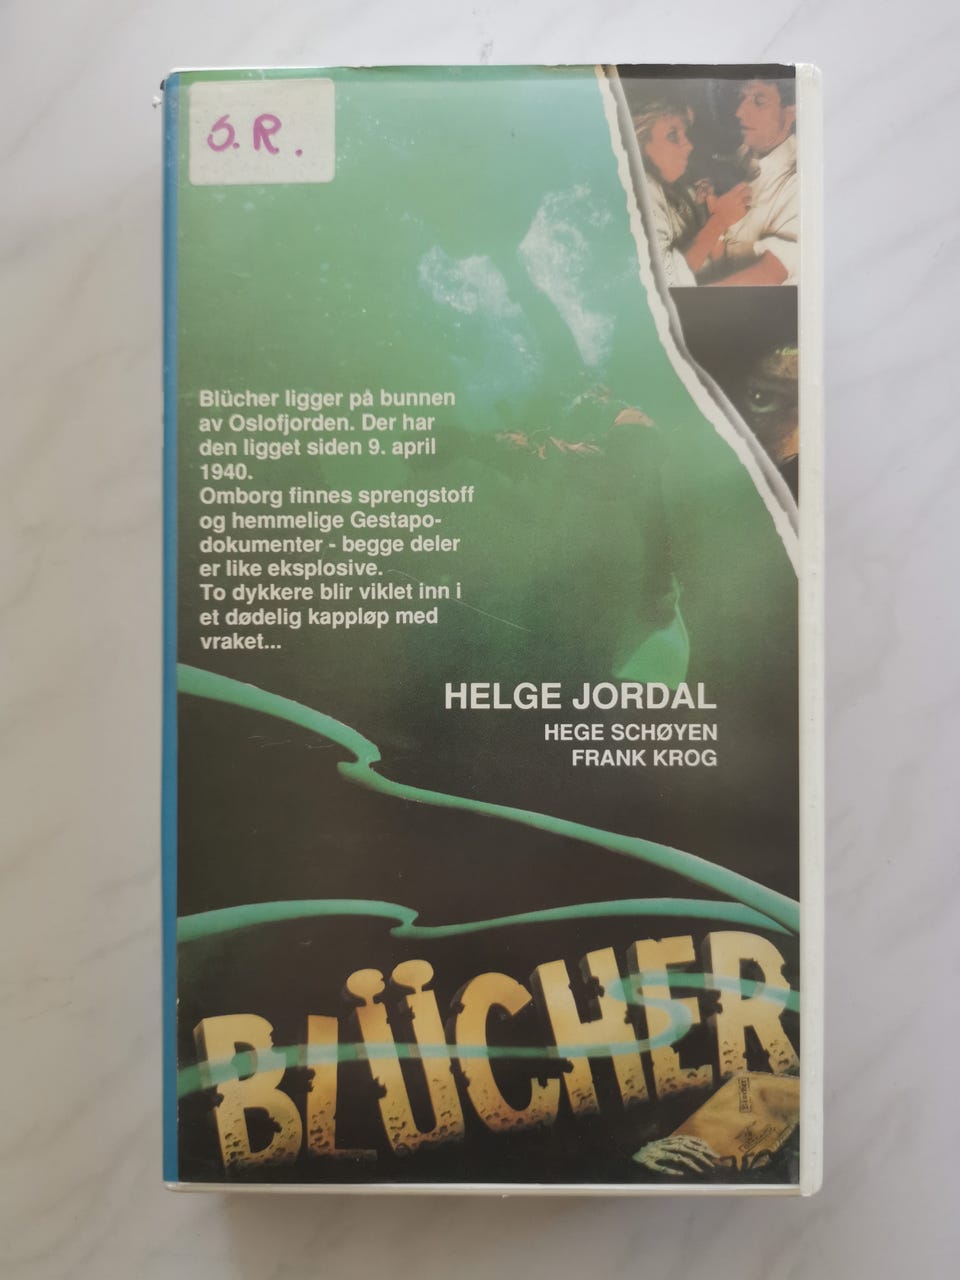 S.R.
Blücher ligger på bunnen
av Oslofjorden. Der har
den ligget siden 9. april
1940.
Omborg finnes sprengstoff
og hemmelige Gestapo-
dokumenter - begge deler
er like eksplosive.
To dykkere blir viklet inn i
et dødelig kappløp med
vraket...
HELGE JORDAL
HEGE SCHØYEN
FRANK KROG
BLÜCHER